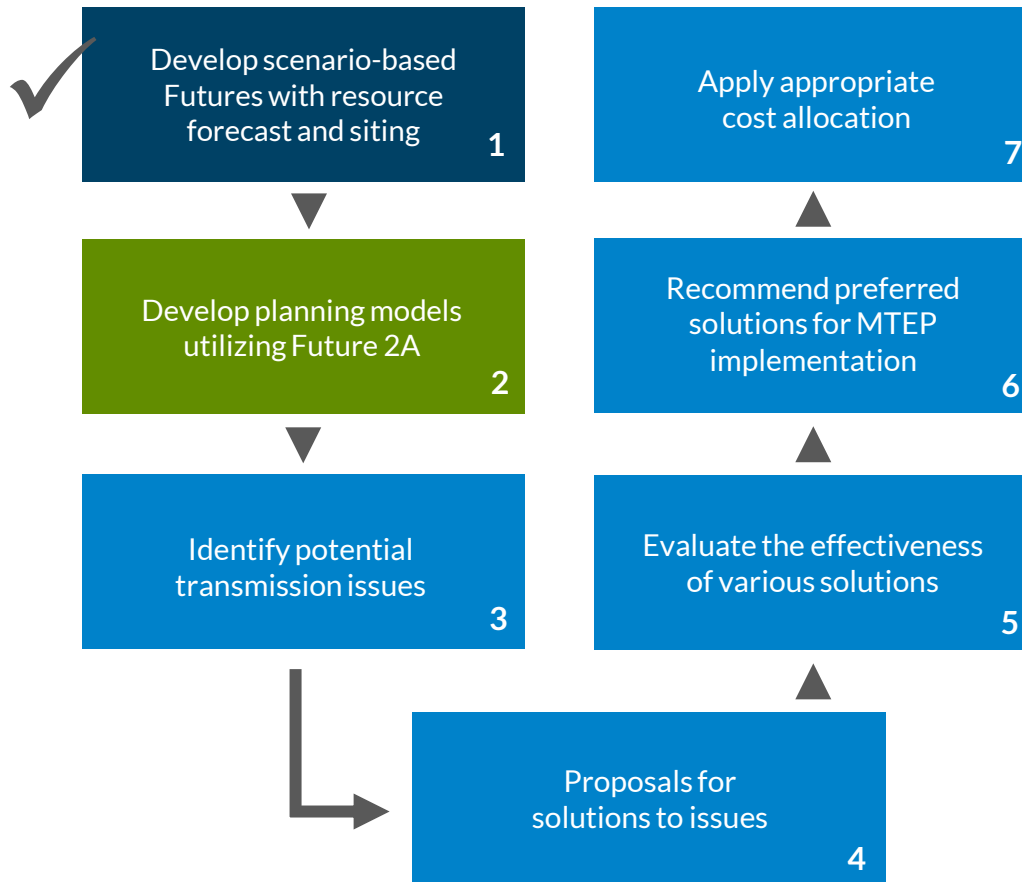 Develop scenario-based
Futures with resource
forecast and siting
1
Develop planning models
utilizing Future 2A
2
Identify potential
transmission issues
3
Proposals for
solutions to issues
4
Evaluate the effectiveness
of various solutions
5
Recommend preferred
solutions for MTEP
implementation
6
Apply appropriate
cost allocation
7